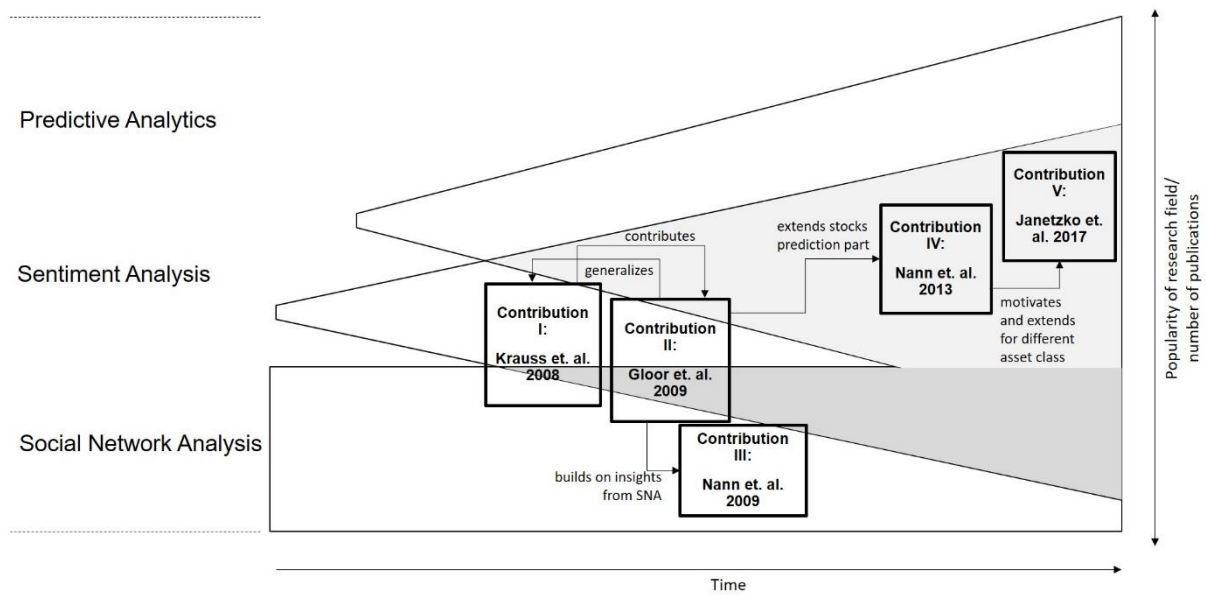 Predictive Analytics
Sentiment Analysis
Social Network Analysis
contributes
generalizes
Contribution
I:
Krauss et. al.
2008
Contribution
II:
Gloor et. al.
2009
builds on insights
from SNA
Contribution
III:
Nann et. al.
2009
extends stocks
prediction part
Contribution
IV:
Nann et. al.
2013
Contribution
V:
Janetzko et.
al. 2017
motivates
and extends
for different
asset class
Popularity of research field/
number of publications
Time